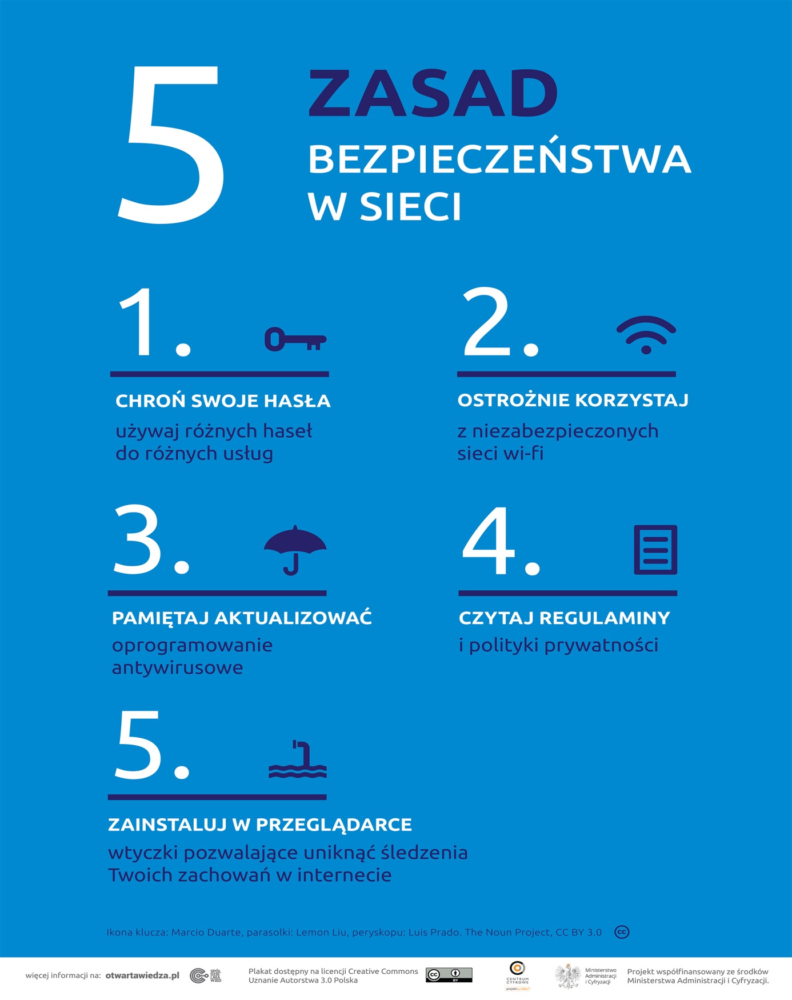 5
ZASAD
BEZPIECZEŃSTWA
W SIECI
1.
CHROŃ SWOJE HASŁA
używaj różnych haseł
do różnych usług
2.
OSTROŻNIE KORZYSTAJ
z niezabezpieczonych
sieci wi-fi
3.
PAMIĘTAJ AKTUALIZOWAĆ
oprogramowanie
antywirusowe
4.
CZYTAJ REGULAMINY
i polityki prywatności
5.
ZAINSTALUJ W PRZEGLĄDARCE
wtyczki pozwalające uniknąć śledzenia
Twoich zachowań w internecie
Ikona klucza: Marcio Duarte, parasolki: Lemon Liu, peryskopu: Luis Prado. The Noun Project, CC BY 3.0
cc
więcej informacji na: otwartawiedza.pl
SPÓŁ
DZIE
LNIA
WIED
Plakat dostępny na licencji Creative Commons
Uznanie Autorstwa 3.0 Polska
cc
BY
CENTRUM
CYFROWE
Ministerstwo
Administracji
i Cyfryzacji
Projekt współfinansowany ze środków
Ministerstwa Administracji i Cyfryzacji.